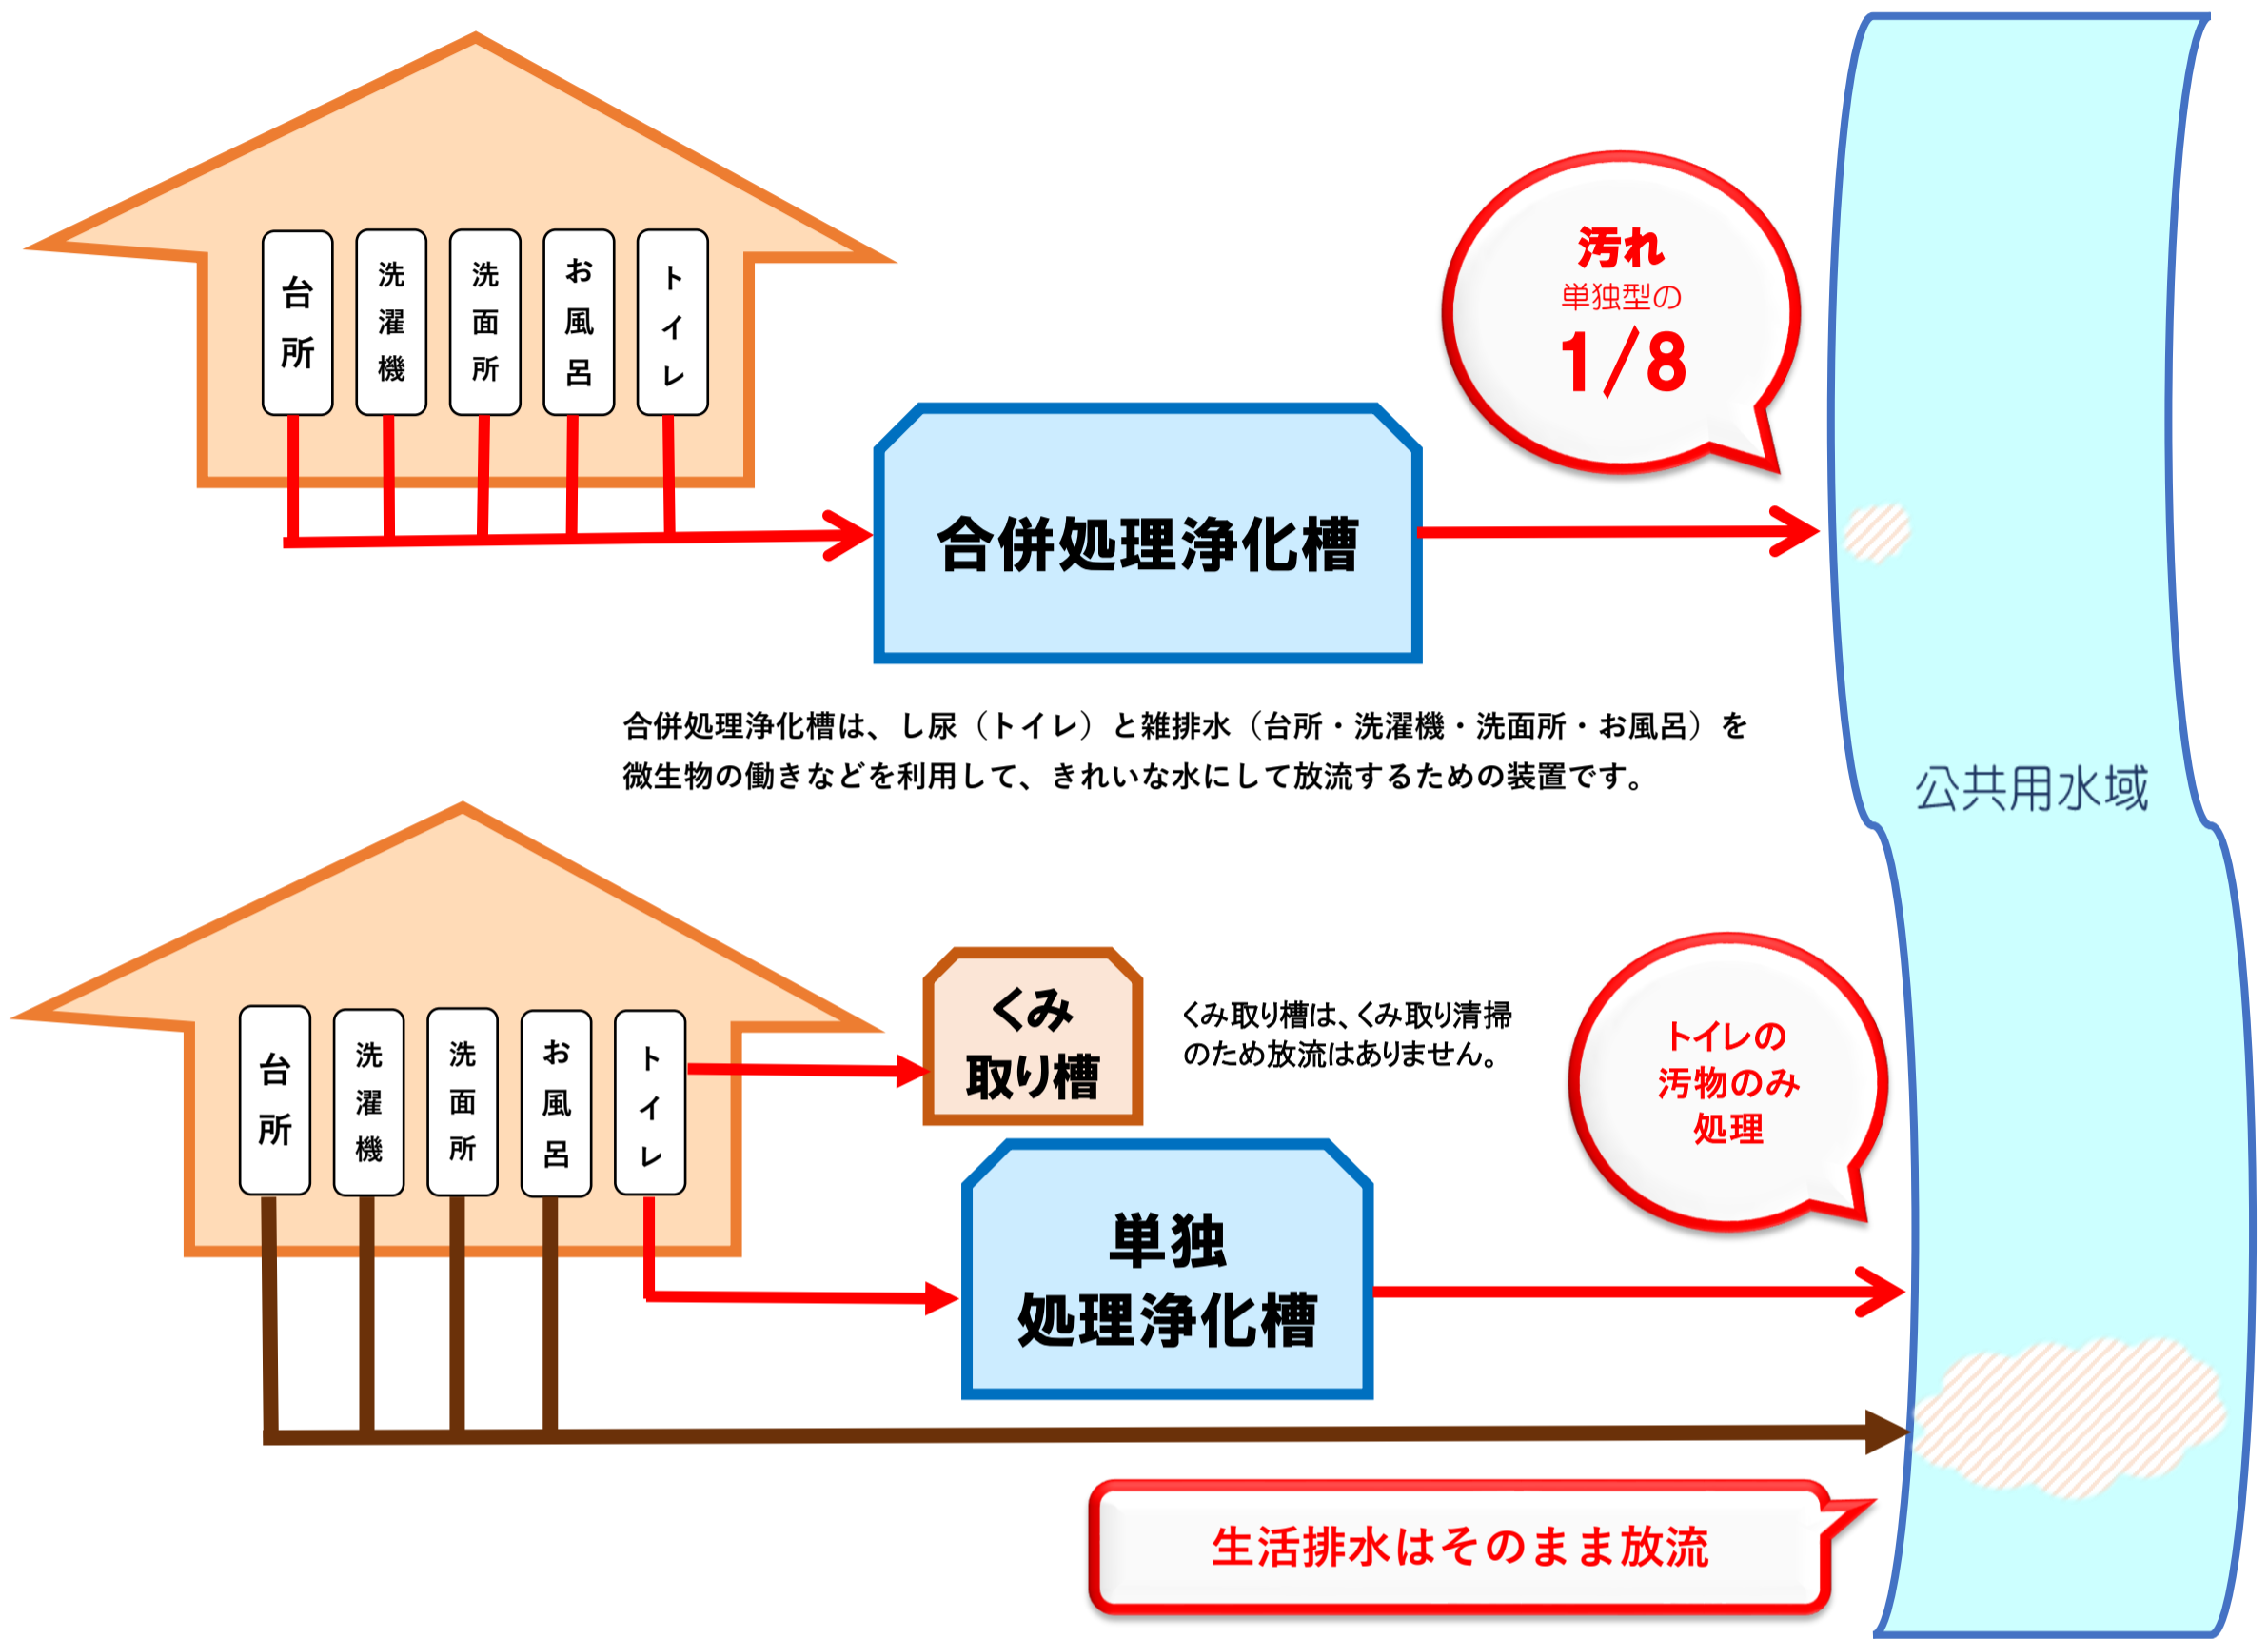 台所
洗濯機
洗面所
お風呂
トイレ
汚れ
単独型の
1/8
合併処理浄化槽
合併処理浄化槽は、し尿（トイレ）と雑排水（台所・洗濯機・洗面所・お風呂）を
微生物の働きなどを利用して、きれいな水にして放流するための装置です。
公共用水域
台所
洗濯機
洗面所
お風呂
トイレ
くみ
取り槽
くみ取り槽は、くみ取り清掃
のため放流はありません。
トイレの
汚物のみ
処理
単独
処理浄化槽
生活排水はそのまま放流